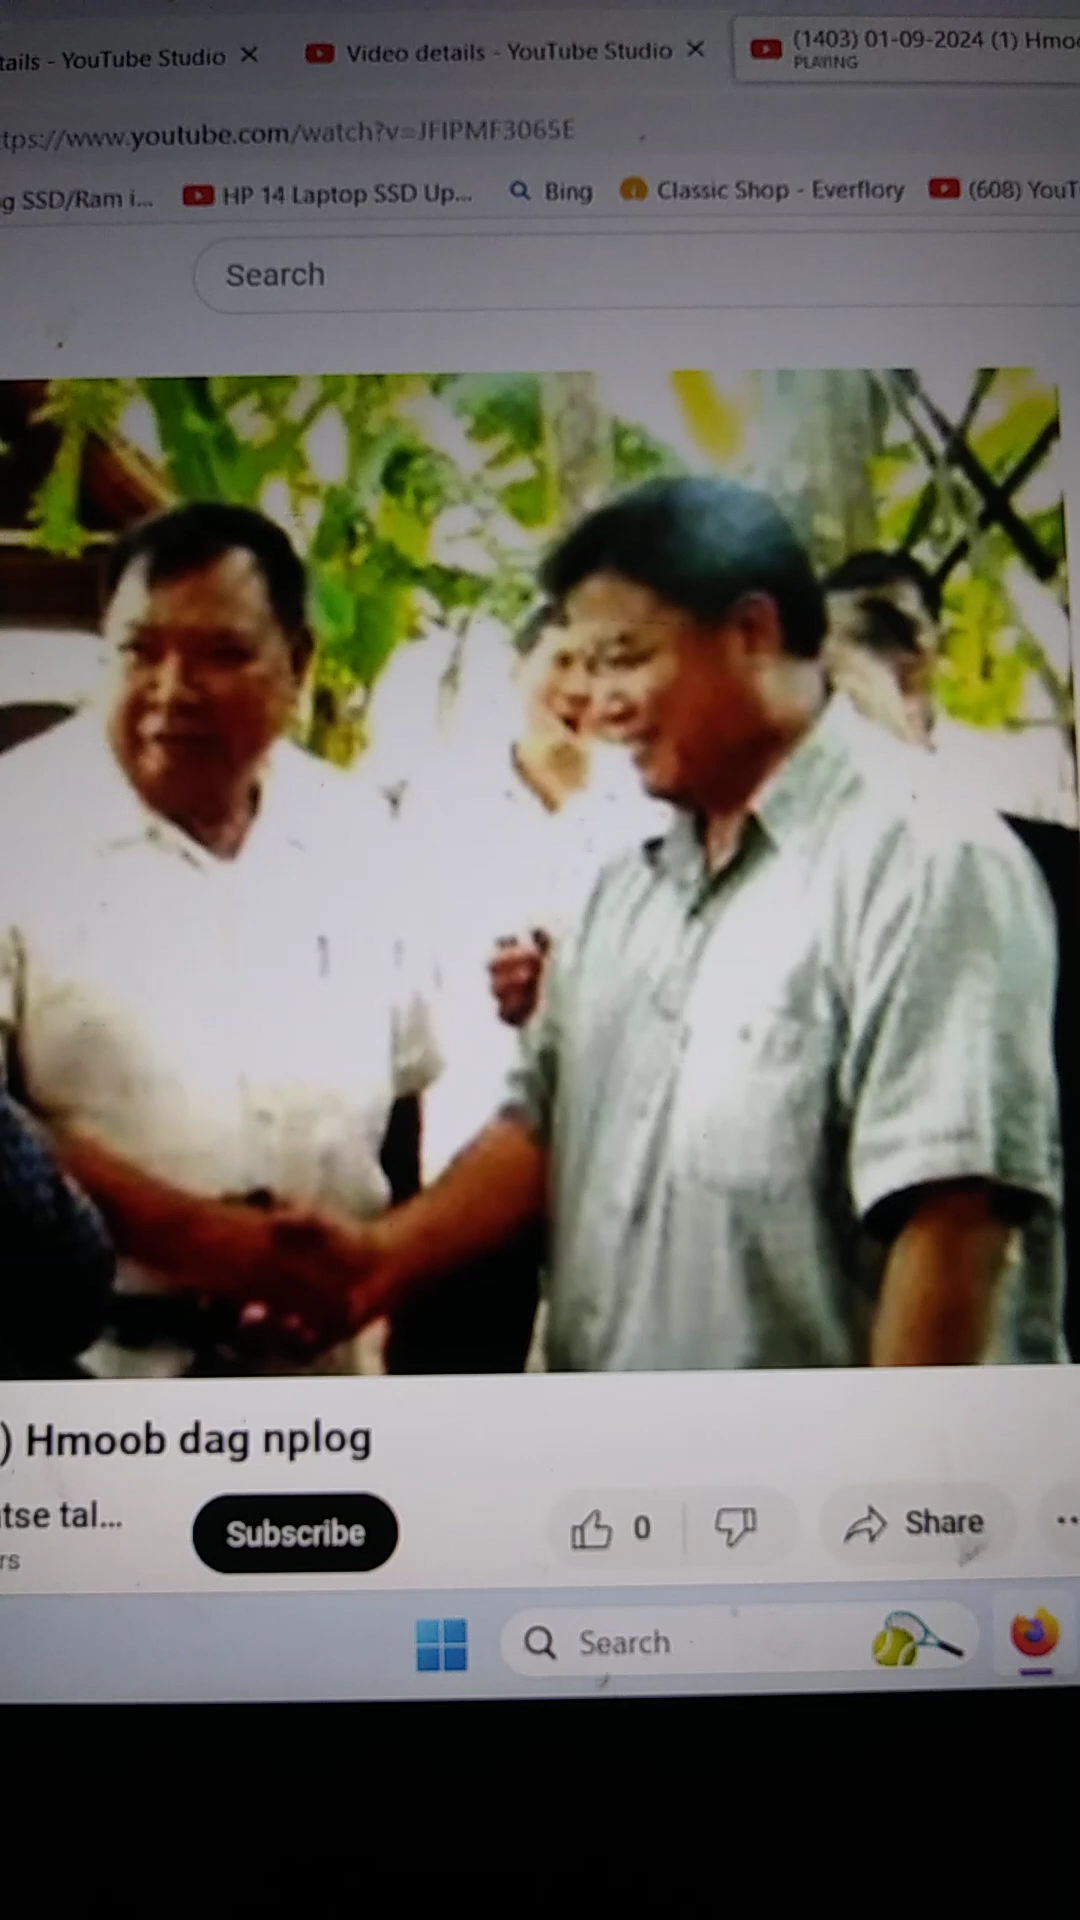 tails - YouTube Studio ✕ Video details - YouTube Studio ✕ (1403) 01-09-2024 (1) Hmoo
PLAYING
tps://www.youtube.com/watch?v=JFIPMF3065E
g SSD/Ram i... HP 14 Laptop SSD Up... Bing Classic Shop - Everflory (608) YouT
Search
) Hmoob dag nplog
tse tal...
rs
Subscribe 0 Share ..
Search